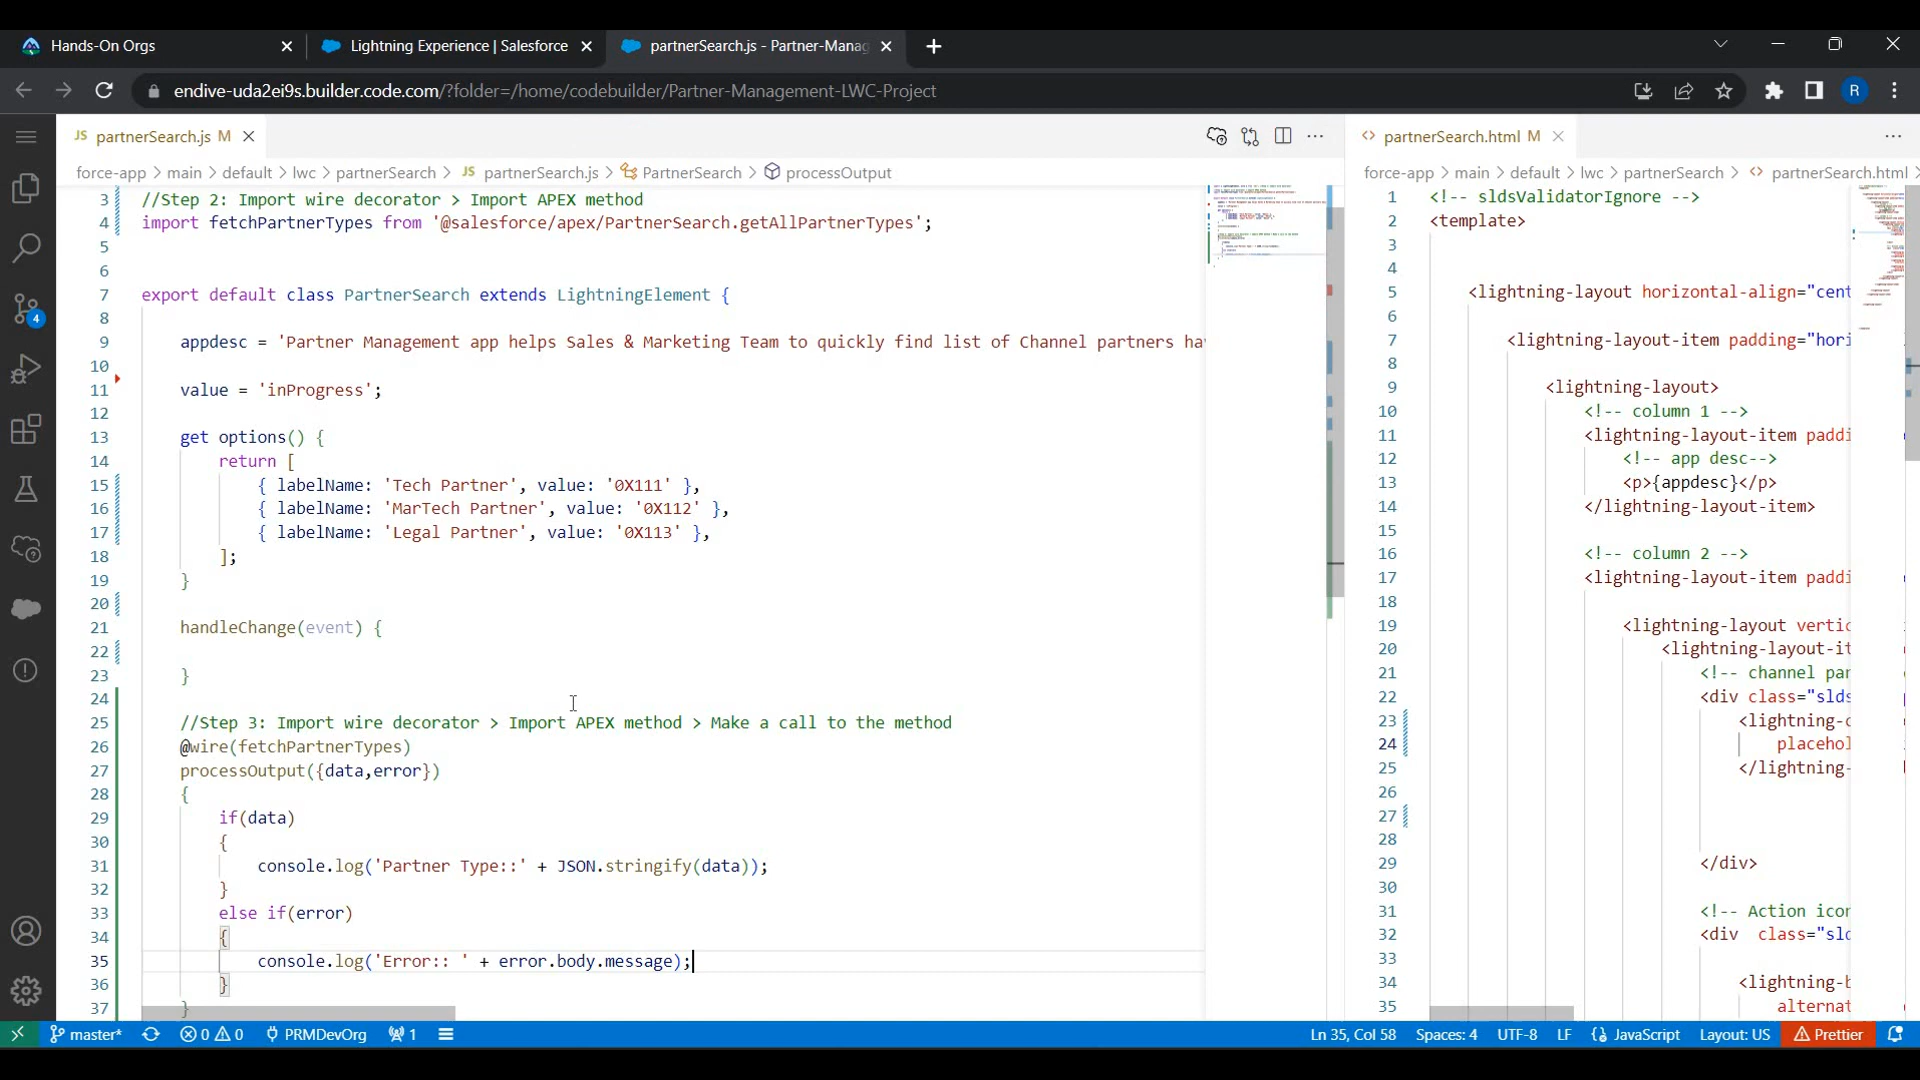 Hands-On Orgs
Lightning Experience | Salesforce
partnerSearch.js - Partner-Manag
endive-uda2ei9s.builder.code.com/?folder=/home/codebuilder/Partner-Management-LWC-Project
R
JS partnerSearch.js M
force-app > main > default > lwc > partnerSearch > JS partnerSearch.js > PartnerSearch > processOutput
3 //Step 2: Import wire decorator > Import APEX method
4 import fetchPartnerTypes from '@salesforce/apex/PartnerSearch.getAllPartnerTypes';
5
6
7 export default class PartnerSearch extends LightningElement {
8
9 appdesc = 'Partner Management app helps Sales & Marketing Team to quickly find list of Channel partners hav
10
11 value = 'inProgress';
12
13 get options() {
14 return [
15 { labelName: 'Tech Partner', value: '0X111' },
16 { labelName: 'MarTech Partner', value: '0X112' },
17 { labelName: 'Legal Partner', value: '0X113' },
18 ];
19 }
20
21 handleChange(event) {
22
23 }
24
25 //Step 3: Import wire decorator > Import APEX method > Make a call to the method
26 @wire(fetchPartnerTypes)
27 processOutput({data,error})
28 {
29 if(data)
30 {
31 console.log('Partner Type::' + JSON.stringify(data));
32 }
33 else if(error)
34 {
35 console.log('Error:: ' + error.body.message);
36 }
37 }
<> partnerSearch.html M
force-app > main > default > lwc > partnerSearch > <> partnerSearch.html >
1 <!-- sldsValidatorIgnore -->
2 <template>
3
4
5 <lightning-layout horizontal-align="cent
6
7 <lightning-layout-item padding="hori
8
9 <lightning-layout>
10 <!-- column 1 -->
11 <lightning-layout-item paddi
12 <!-- app desc-->
13 <p>{appdesc}</p>
14 </lightning-layout-item>
15
16 <!-- column 2 -->
17 <lightning-layout-item paddi
18
19 <lightning-layout vertic
20 <lightning-layout-it
21 <!-- channel par
22 <div class="slds
23 <lightning-c
24 placehol
25 </lightning-
26
27
28
29 </div>
30
31 <!-- Action icon
32 <div class="sld
33
34 <lightning-b
35 alternat
4
master*
0 0
PRMDevOrg
1
Ln 35, Col 58
Spaces: 4
UTF-8
LF
{} JavaScript
Layout: US
Prettier